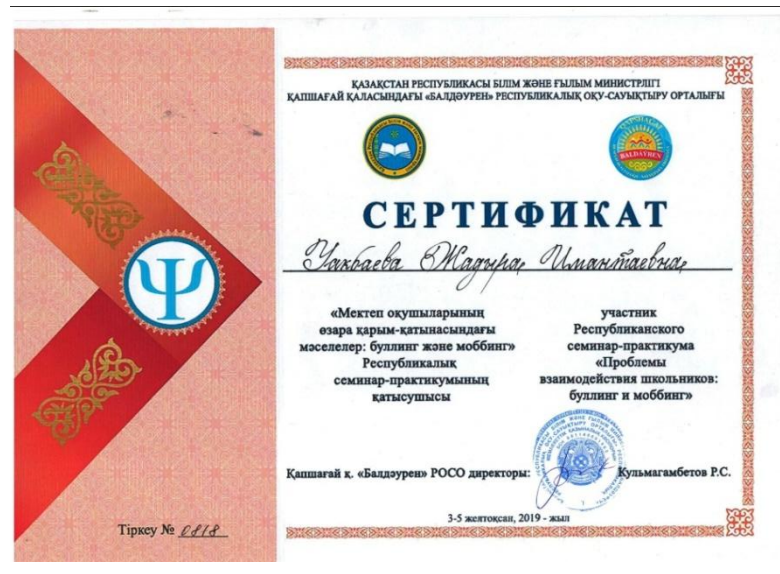 ҚАЗАҚСТАН РЕСПУБЛИКАСЫ БІЛІМ ЖӘНЕ ҒЫЛЫМ МИНИСТРЛІГІ
ҚАПШАҒАЙ ҚАЛАСЫНДАҒЫ «БАЛДӘУРЕН» РЕСПУБЛИКАЛЫҚ ОҚУ-САУЫҚТЫРУ ОРТАЛЫҒЫ
BALDAYREN
СЕРТИФИКАТ
Уакбаева Жадыра Имантаевна
«Мектеп оқушыларының
өзара қарым-қатынасындағы
мәселелер: буллинг және моббинг»
Республикалық
семинар-практикумының
қатысушысы
участник
Республиканского
семинар-практикума
«Проблемы
взаимодействия школьников:
буллинг и моббинг»
Қапшағай қ. «Балдәурен» РОСО директоры:
Кульмагамбетов Р.С.
3-5 желтоқсан, 2019 - жыл
Тіркеу № 0818